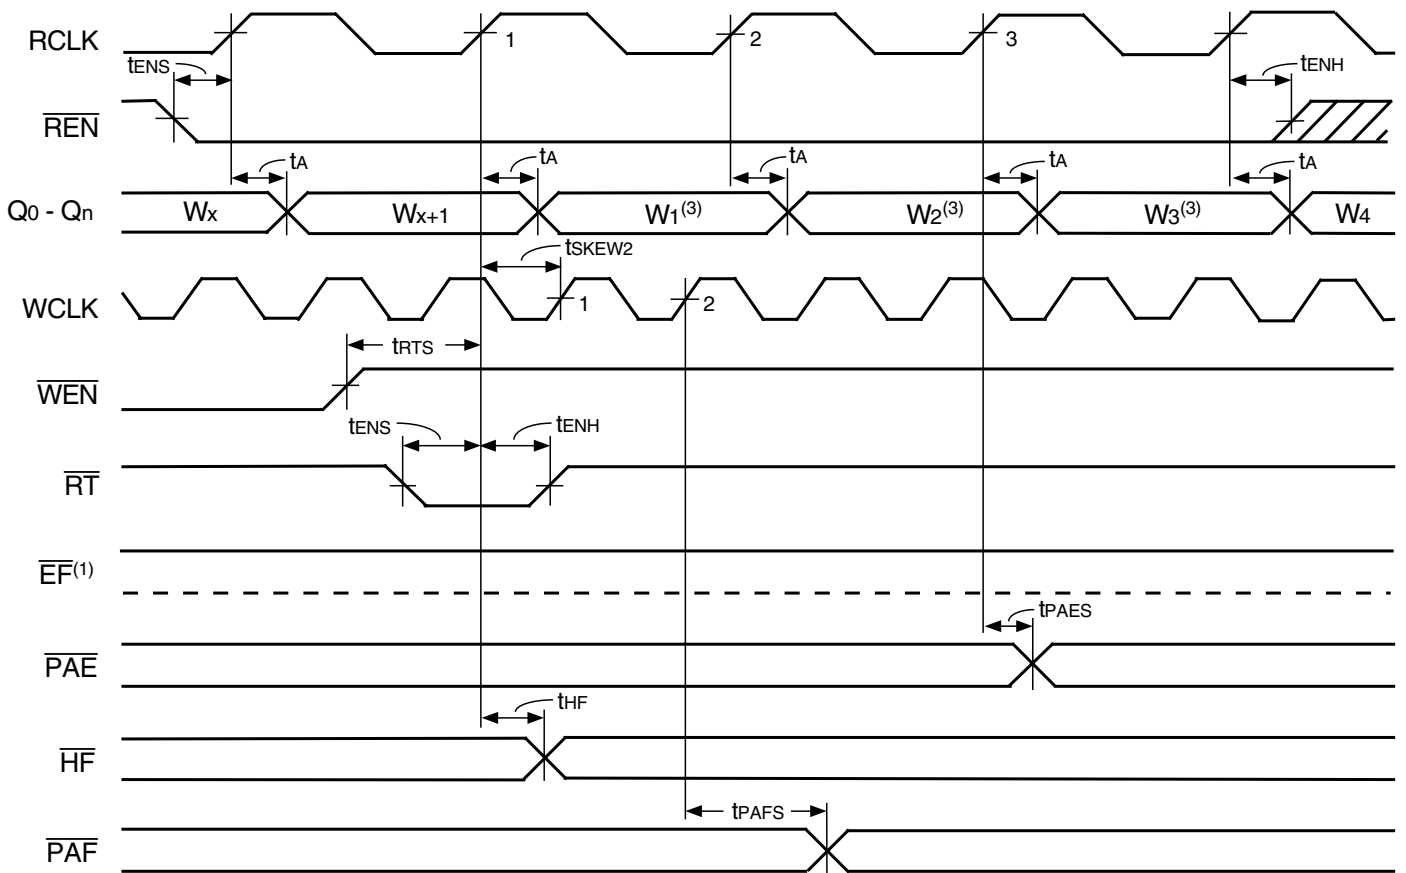 RCLK 1 2 3
tENS tENH
REN
tA tA tA tA tA
Q0 - Qn Wx Wx+1 W1(3) W2(3) W3(3) W4
tSKEW2
WCLK 1 2
tRTS
WEN
tENS tENH
RT
EF(1)
tPAES
PAE
tHF
HF
tPAFS
PAF